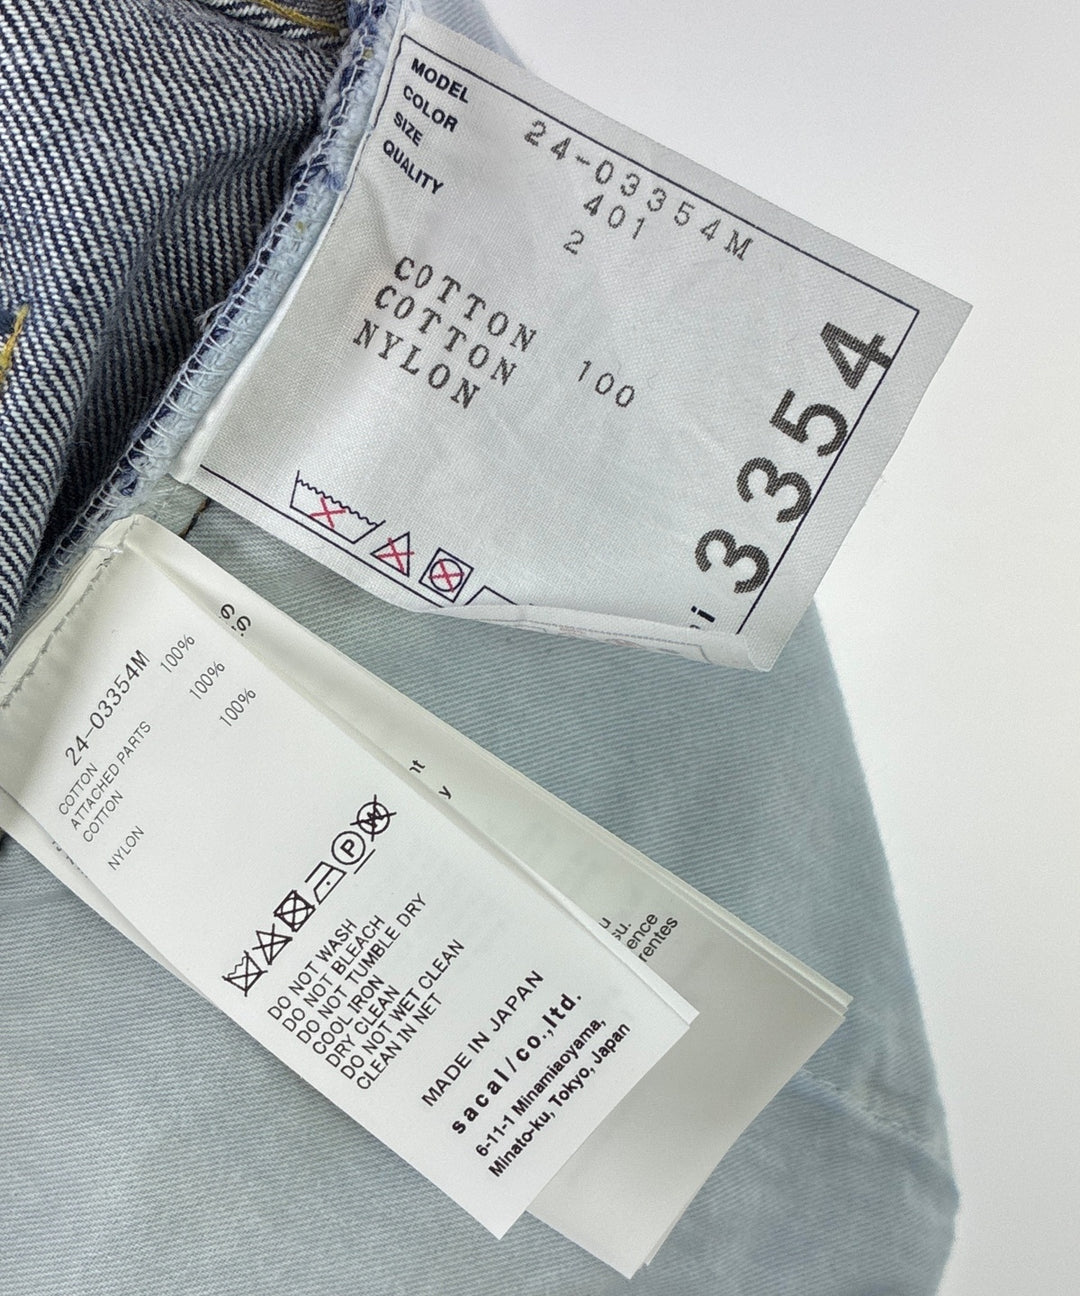 MODEL 24-03354M
COLOR 401
SIZE 2
QUALITY
COTTON 100
COTTON
NYLON
3354
24-03354M
COTTON 100%
ATTACHED PARTS
COTTON 100%
NYLON 100%
P
W
DO NOT WASH
DO NOT BLEACH
DO NOT TUMBLE DRY
COOL IRON
DRY CLEAN
DO NOT WET CLEAN
CLEAN IN NET
MADE IN JAPAN
sacai/co.,ltd.
6-11-1 Minamiaoyama,
Minato-ku, Tokyo, Japan
ence
rentes